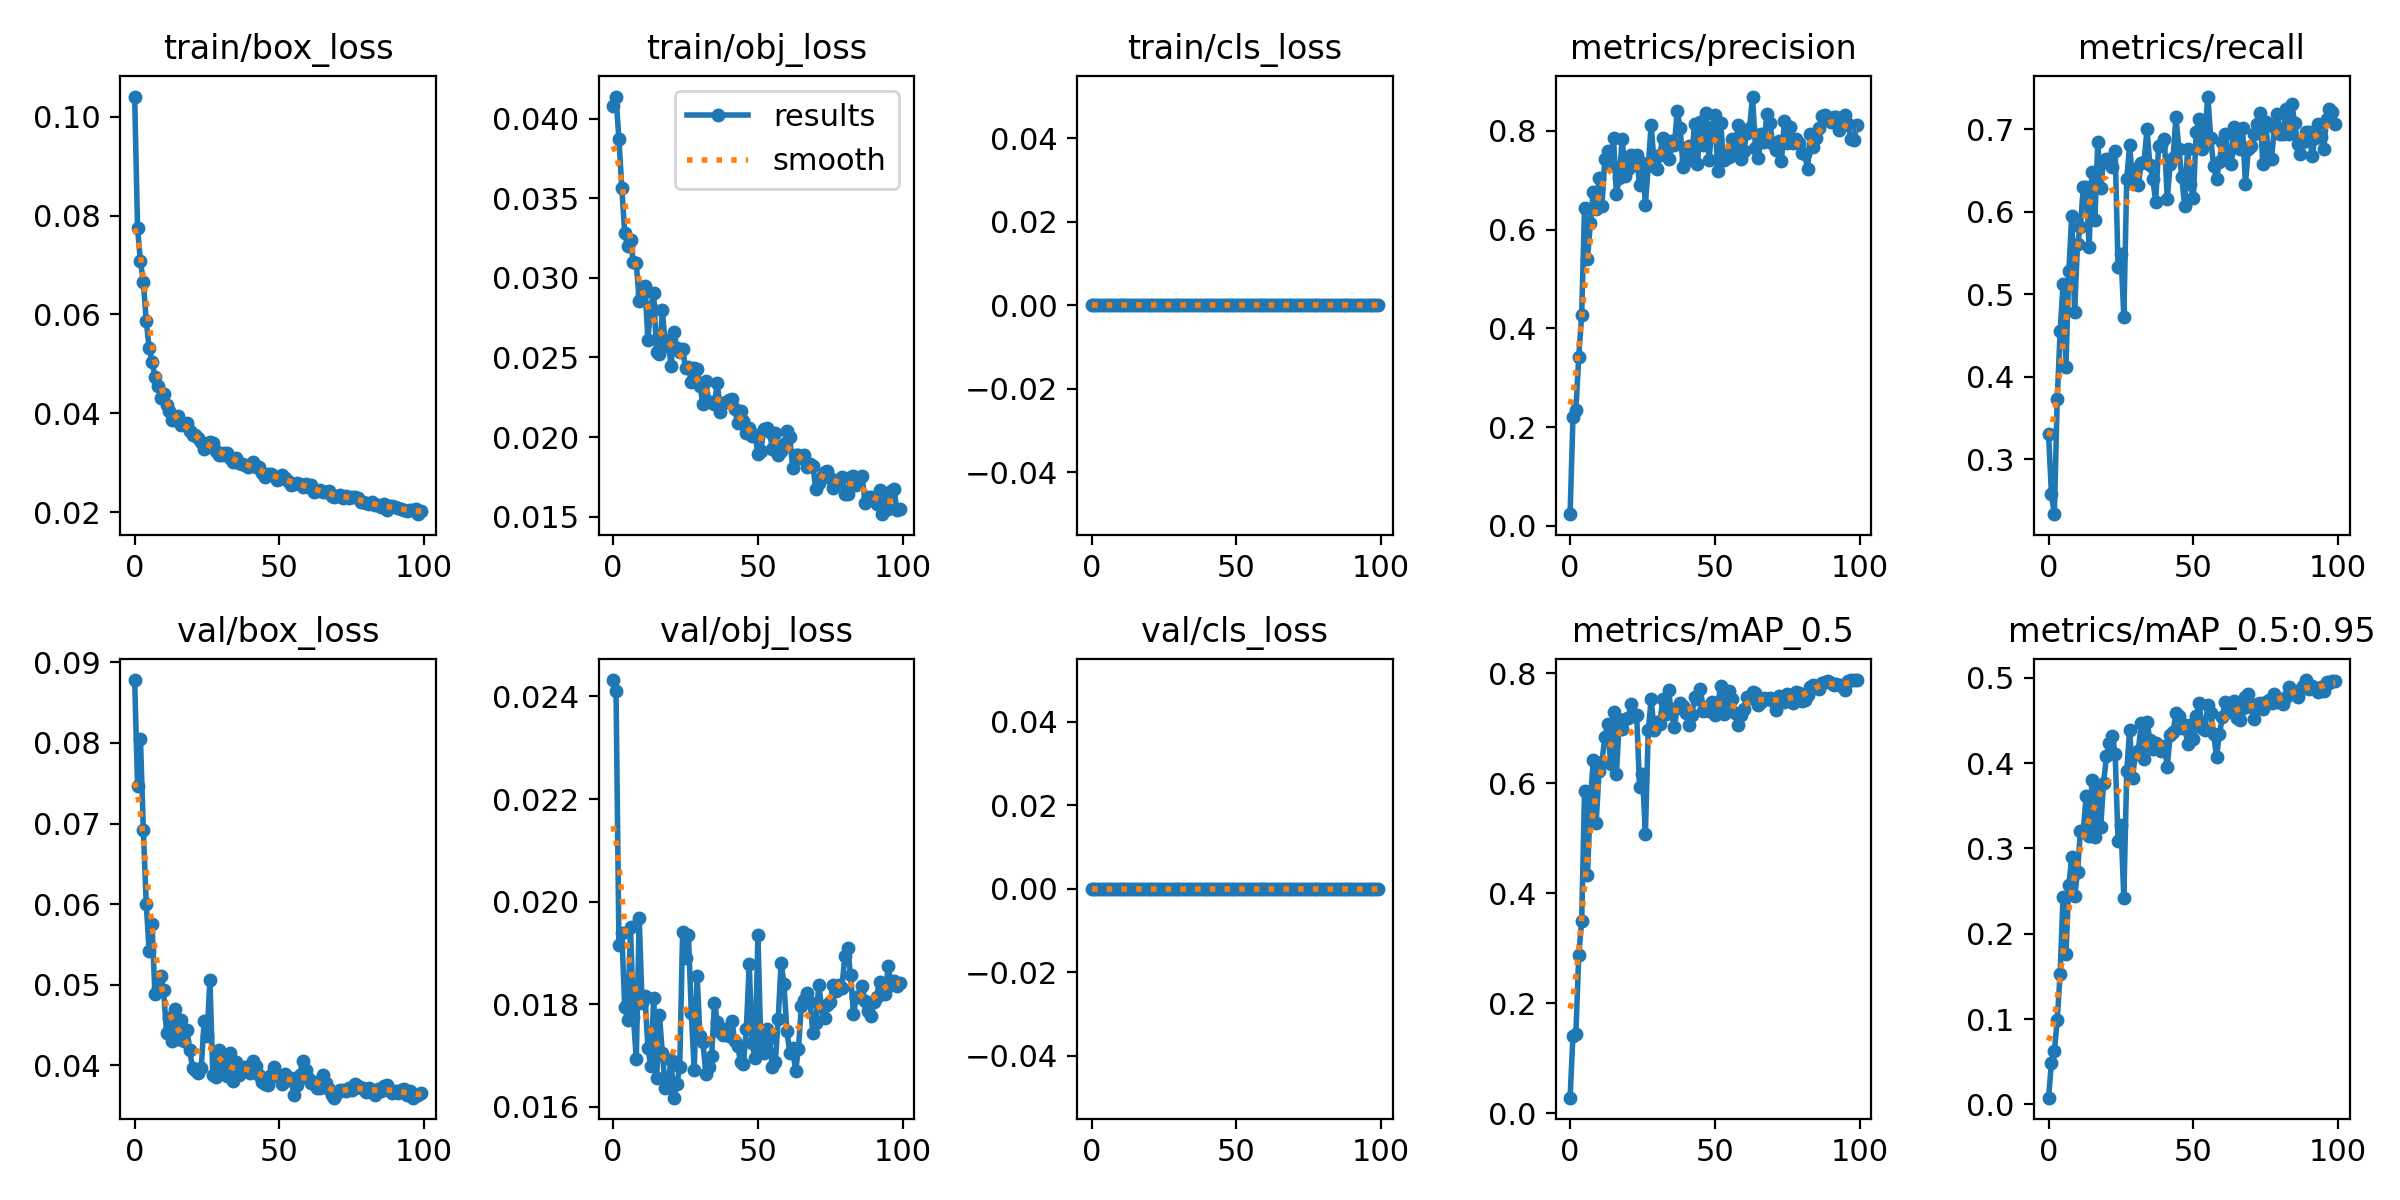 train/box_loss
0.10
0.08
0.06
0.04
0.02
0 50 100
train/obj_loss
results
smooth
0.040
0.035
0.030
0.025
0.020
0.015
0 50 100
train/cls_loss
0.04
0.02
0.00
−0.02
−0.04
0 50 100
metrics/precision
0.8
0.6
0.4
0.2
0.0
0 50 100
metrics/recall
0.7
0.6
0.5
0.4
0.3
0 50 100
val/box_loss
0.09
0.08
0.07
0.06
0.05
0.04
0 50 100
val/obj_loss
0.024
0.022
0.020
0.018
0.016
0 50 100
val/cls_loss
0.04
0.02
0.00
−0.02
−0.04
0 50 100
metrics/mAP_0.5
0.8
0.6
0.4
0.2
0.0
0 50 100
metrics/mAP_0.5:0.95
0.5
0.4
0.3
0.2
0.1
0.0
0 50 100